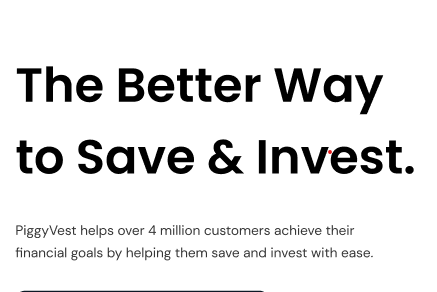 The Better Way
to Save & Invest.
PiggyVest helps over 4 million customers achieve their
financial goals by helping them save and invest with ease.